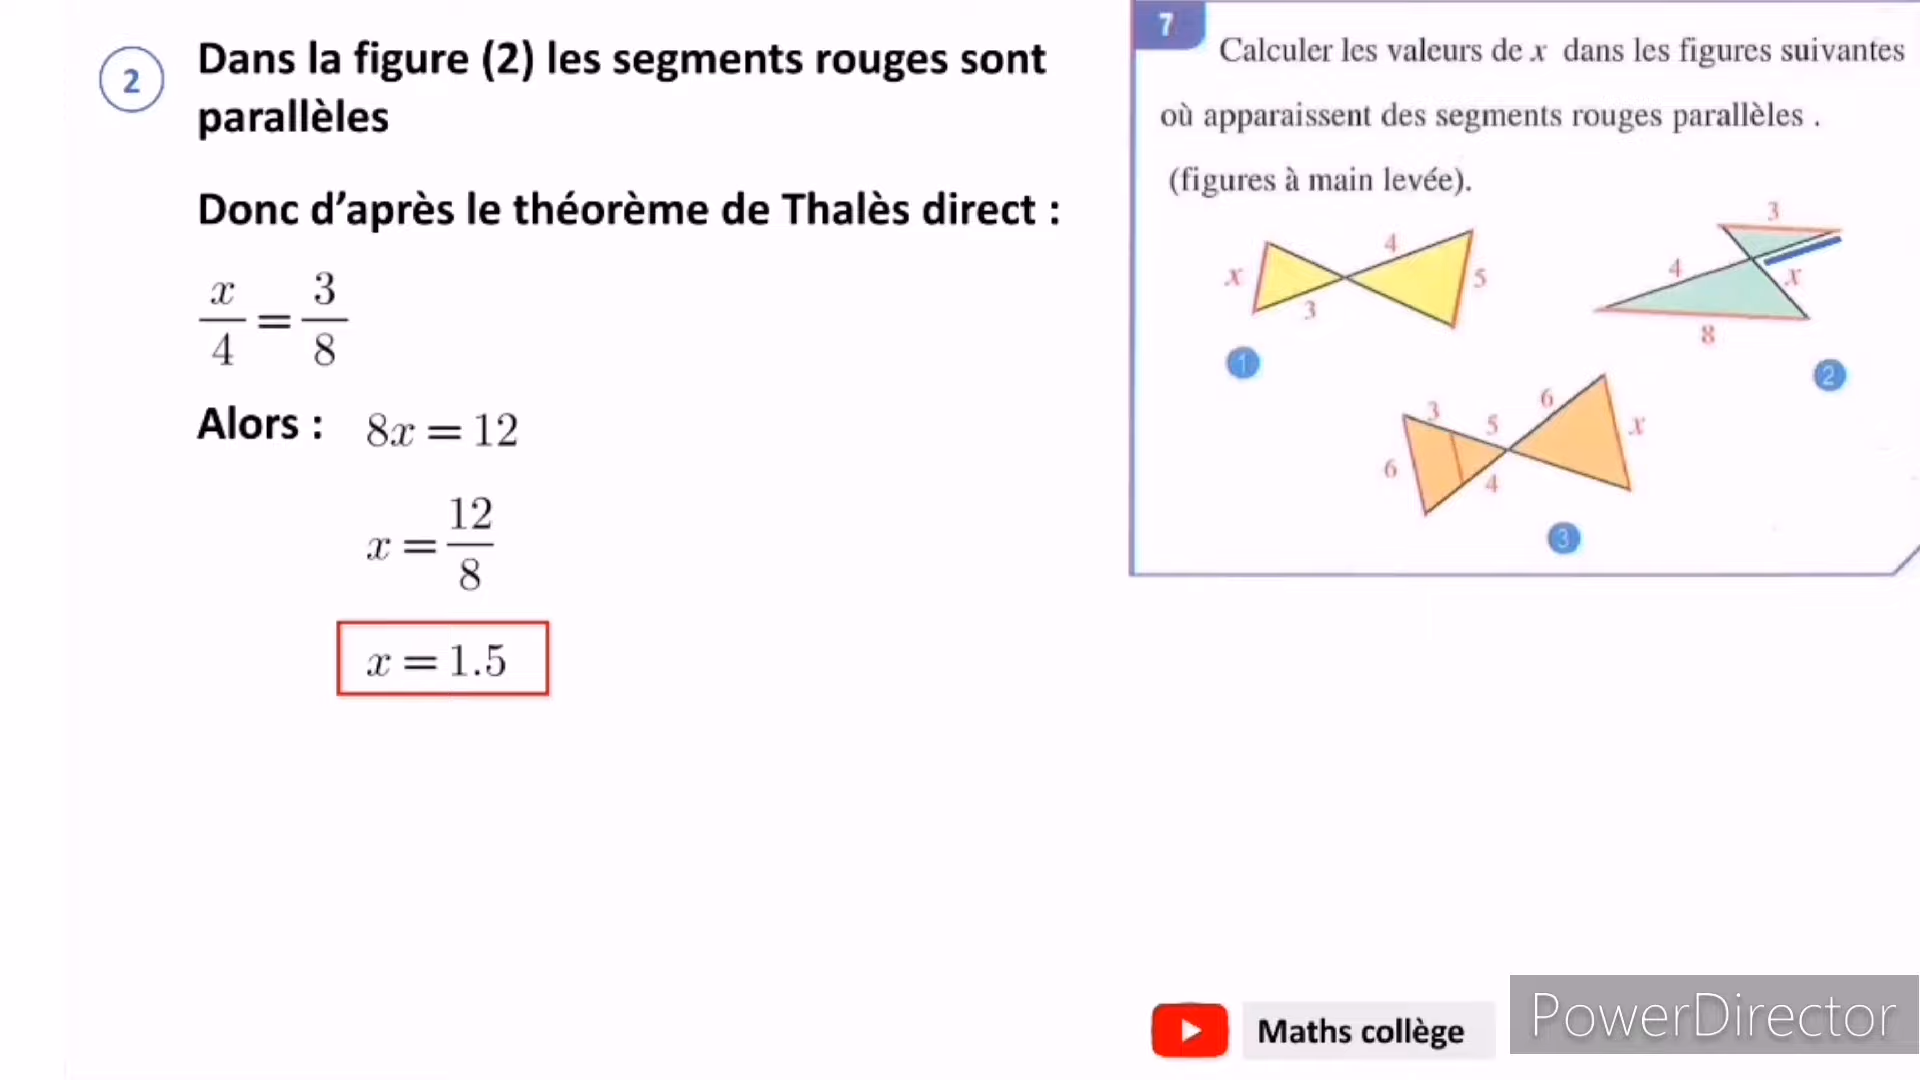 2
Dans la figure (2) les segments rouges sont
parallèles
Donc d’après le théorème de Thalès direct :
x/4 = 3/8
Alors : 8x = 12
x = 12/8
x = 1.5
7
Calculer les valeurs de x dans les figures suivantes
où apparaissent des segments rouges parallèles .
(figures à main levée).
x 3 4 5
1
3 4 x 8
2
3 5 6 x 6 4
3
Maths collège
PowerDirector